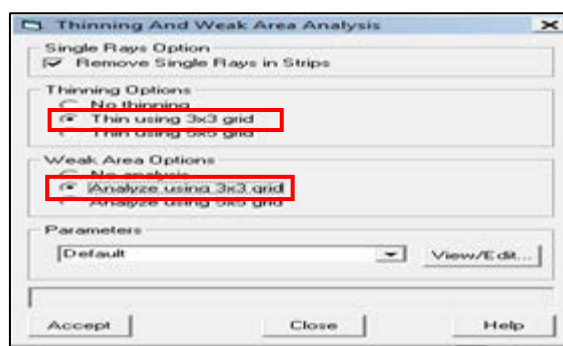 Thinning And Weak Area Analysis
Single Rays Option
Remove Single Rays in Strips
Thinning Options
No thinning
Thin using 3x3 grid
Thin using 5x5 grid
Weak Area Options
No analysis
Analyze using 3x3 grid
Analyze using 5x5 grid
Parameters
Default View/Edit...
Accept Close Help